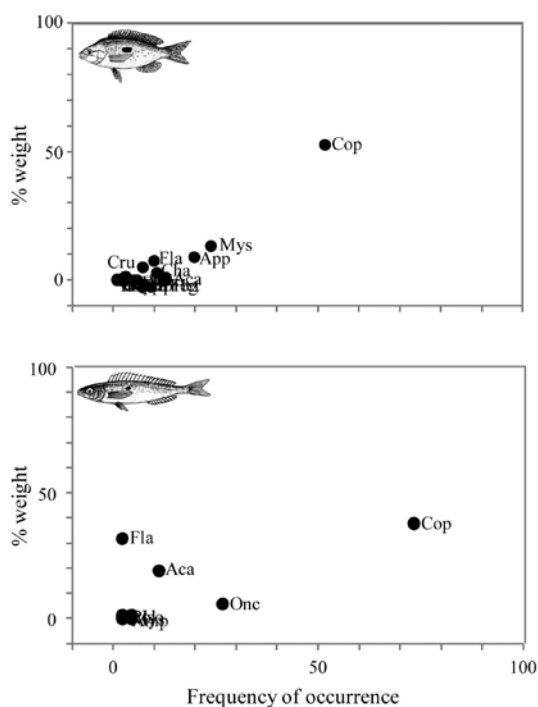 100
% weight
50
Cop
Mys
App
Fla
Cru
Cha
Aca
0
100
% weight
50
Cop
Fla
Aca
Onc
0
0 50 100
Frequency of occurrence